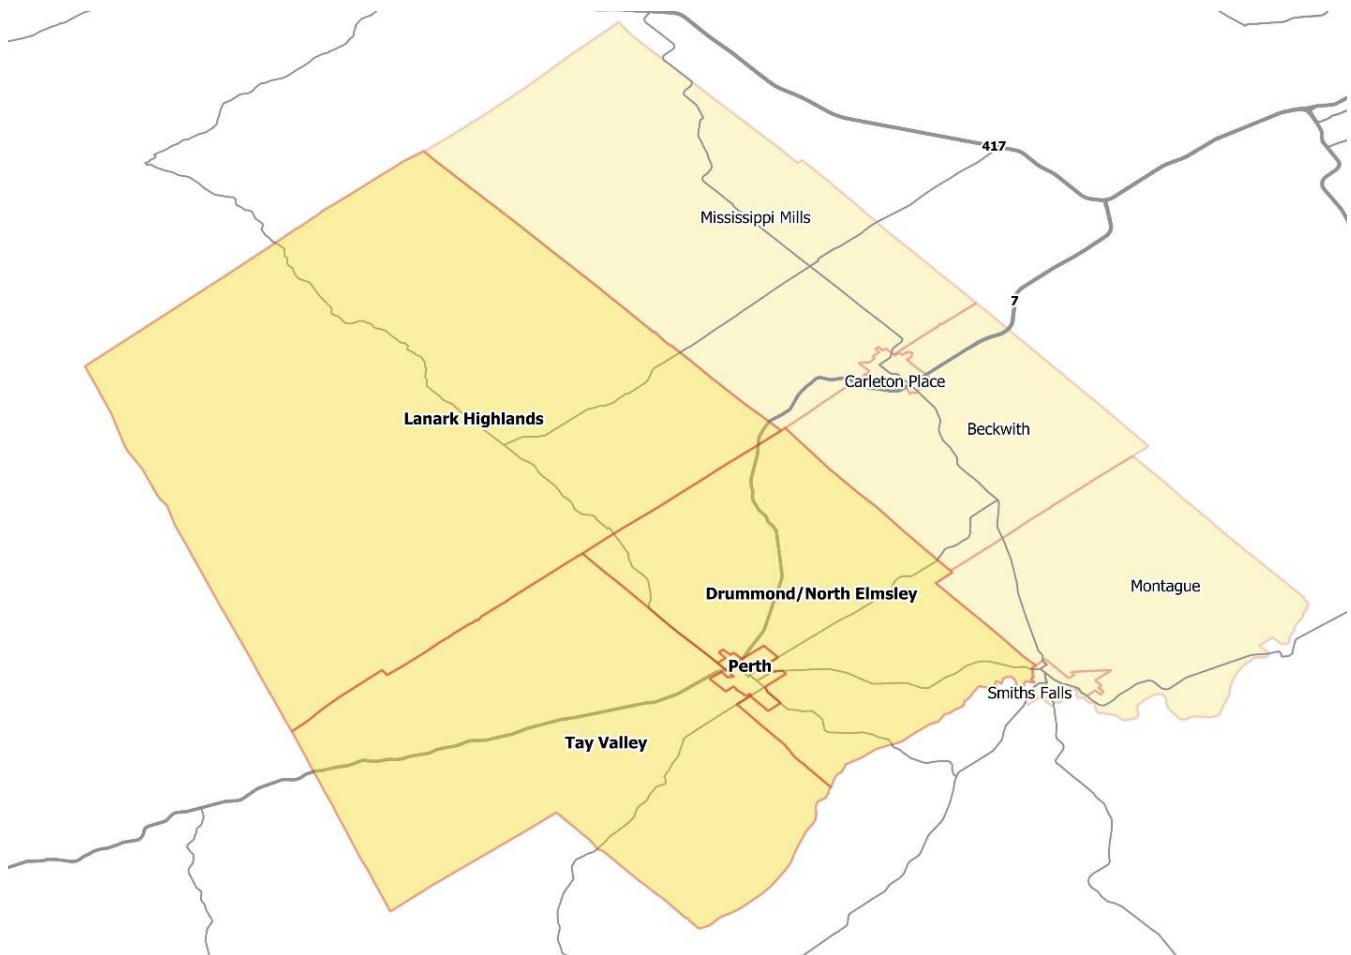 417
Mississippi Mills
7
Carleton Place
Lanark Highlands
Beckwith
Montague
Drummond/North Elmsley
Perth
Smiths Falls
Tay Valley